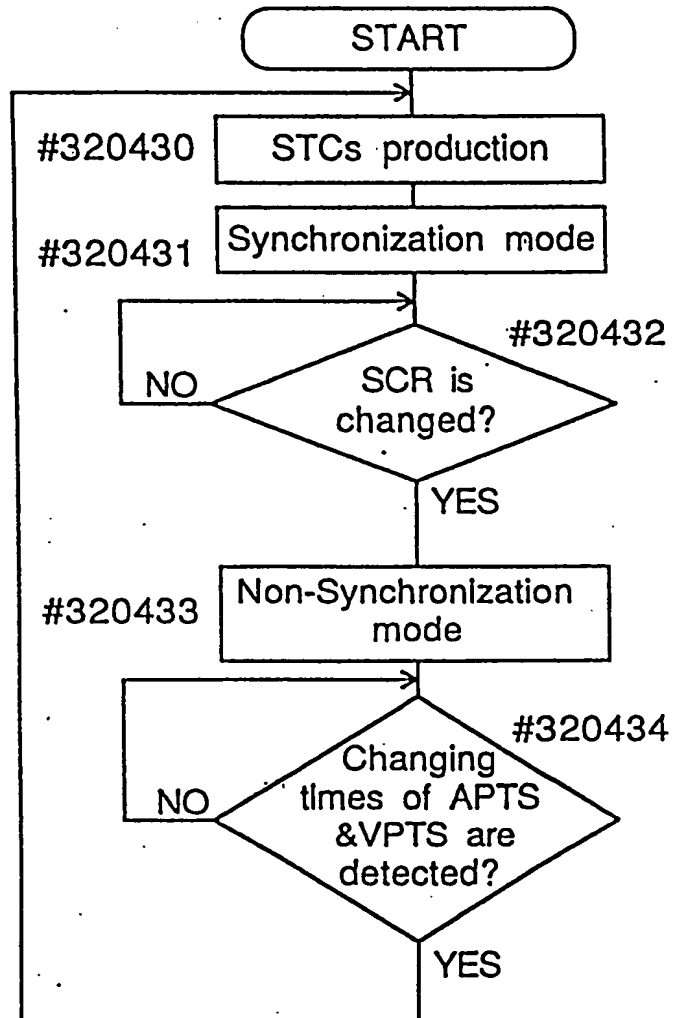 START
#320430
STCs production
#320431
Synchronization mode
#320432
SCR is
changed?
NO
YES
#320433
Non-Synchronization
mode
#320434
Changing
times of APTS
&VPTS are
detected?
NO
YES